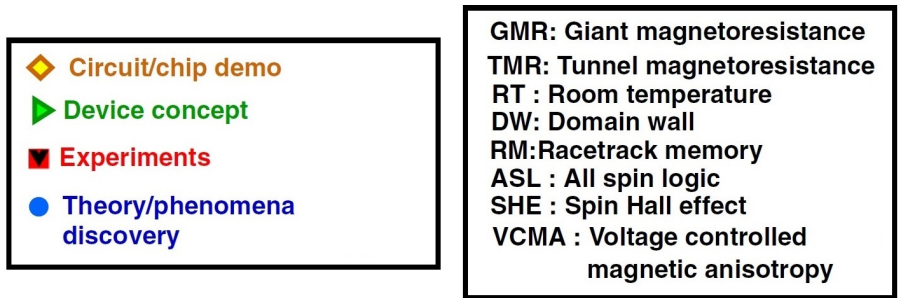 Circuit/chip demo
Device concept
Experiments
Theory/phenomena
discovery
GMR: Giant magnetoresistance
TMR: Tunnel magnetoresistance
RT : Room temperature
DW: Domain wall
RM:Racetrack memory
ASL : All spin logic
SHE : Spin Hall effect
VCMA : Voltage controlled
magnetic anisotropy